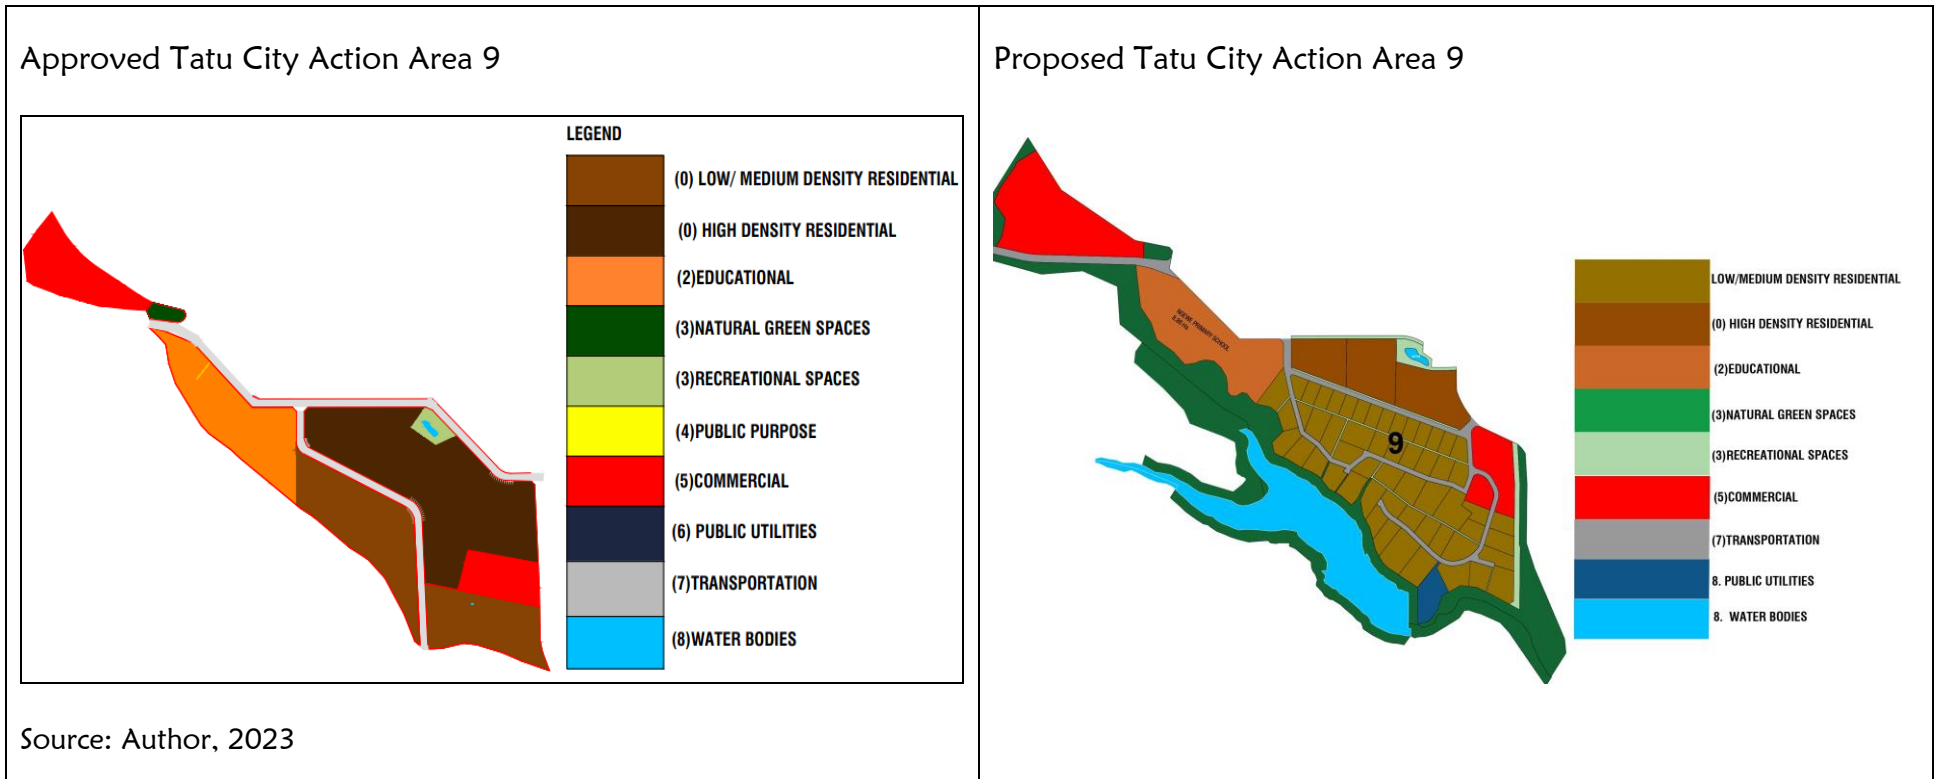 Approved Tatu City Action Area 9
LEGEND
(0) LOW/ MEDIUM DENSITY RESIDENTIAL
(0) HIGH DENSITY RESIDENTIAL
(2)EDUCATIONAL
(3)NATURAL GREEN SPACES
(3)RECREATIONAL SPACES
(4)PUBLIC PURPOSE
(5)COMMERCIAL
(6) PUBLIC UTILITIES
(7)TRANSPORTATION
(8)WATER BODIES
Source: Author, 2023
Proposed Tatu City Action Area 9
PRIMARY SCHOOL
9
LOW/MEDIUM DENSITY RESIDENTIAL
(0) HIGH DENSITY RESIDENTIAL
(2)EDUCATIONAL
(3)NATURAL GREEN SPACES
(3)RECREATIONAL SPACES
(5)COMMERCIAL
(7)TRANSPORTATION
8. PUBLIC UTILITIES
8. WATER BODIES